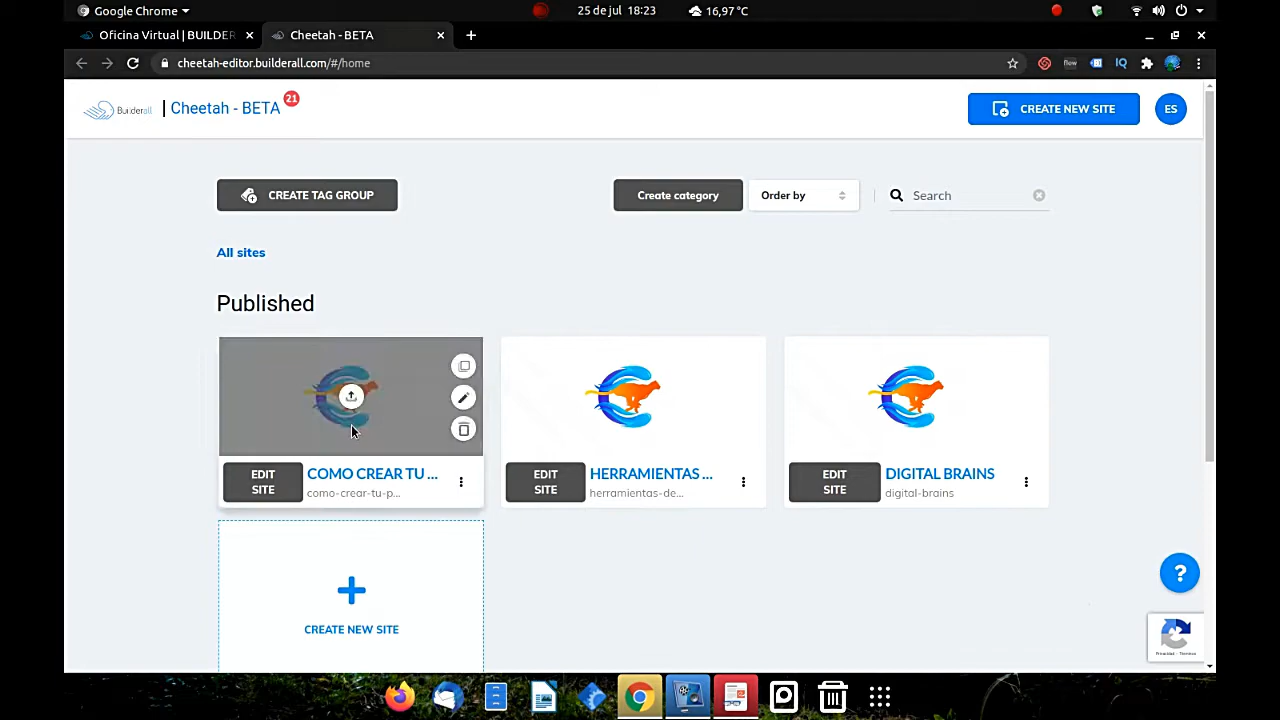 Google Chrome
25 de jul 18:23
16,97 °C
Oficina Virtual | BUILDER
Cheetah - BETA
cheetah-editor.builderall.com/#/home
flow
IQ
Builderall
Cheetah - BETA
21
CREATE NEW SITE
ES
CREATE TAG GROUP
Create category
Order by
Search
All sites
Published
EDIT SITE
COMO CREAR TU ...
como-crear-tu-p...
EDIT SITE
HERRAMIENTAS ...
herramientas-de...
EDIT SITE
DIGITAL BRAINS
digital-brains
CREATE NEW SITE
?